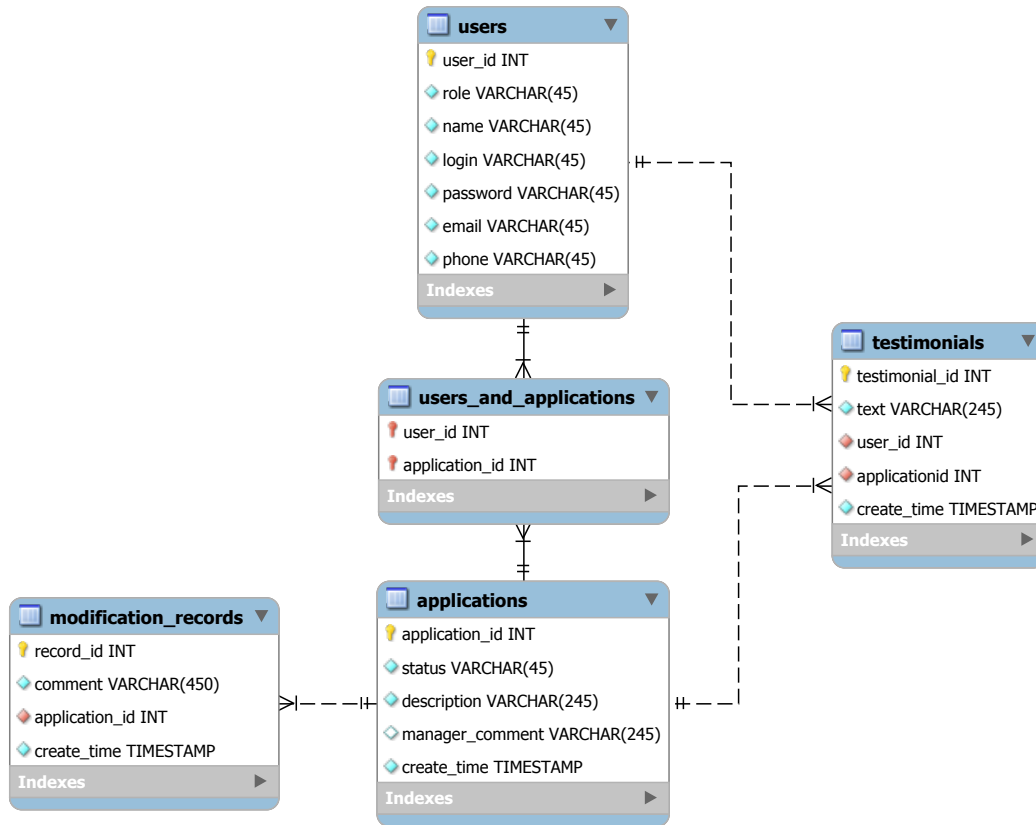 users
user_id INT
role VARCHAR(45)
name VARCHAR(45)
login VARCHAR(45)
password VARCHAR(45)
email VARCHAR(45)
phone VARCHAR(45)
Indexes
testimonials
testimonial_id INT
text VARCHAR(245)
user_id INT
applicationid INT
create_time TIMESTAMP
Indexes
users_and_applications
user_id INT
application_id INT
Indexes
applications
application_id INT
status VARCHAR(45)
description VARCHAR(245)
manager_comment VARCHAR(245)
create_time TIMESTAMP
Indexes
modification_records
record_id INT
comment VARCHAR(450)
application_id INT
create_time TIMESTAMP
Indexes